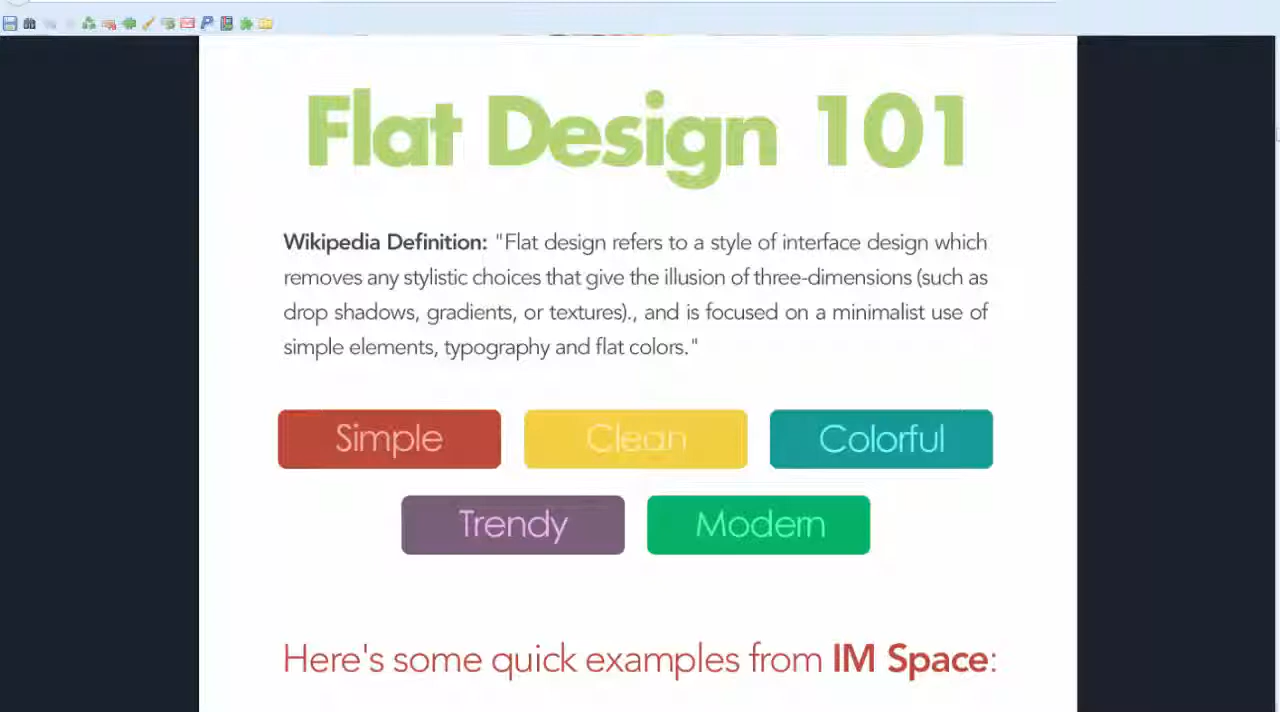 Flat Design 101
Wikipedia Definition: "Flat design refers to a style of interface design which
removes any stylistic choices that give the illusion of three-dimensions (such as
drop shadows, gradients, or textures)., and is focused on a minimalist use of
simple elements, typography and flat colors."
Simple Clean Colorful
Trendy Modern
Here's some quick examples from IM Space: